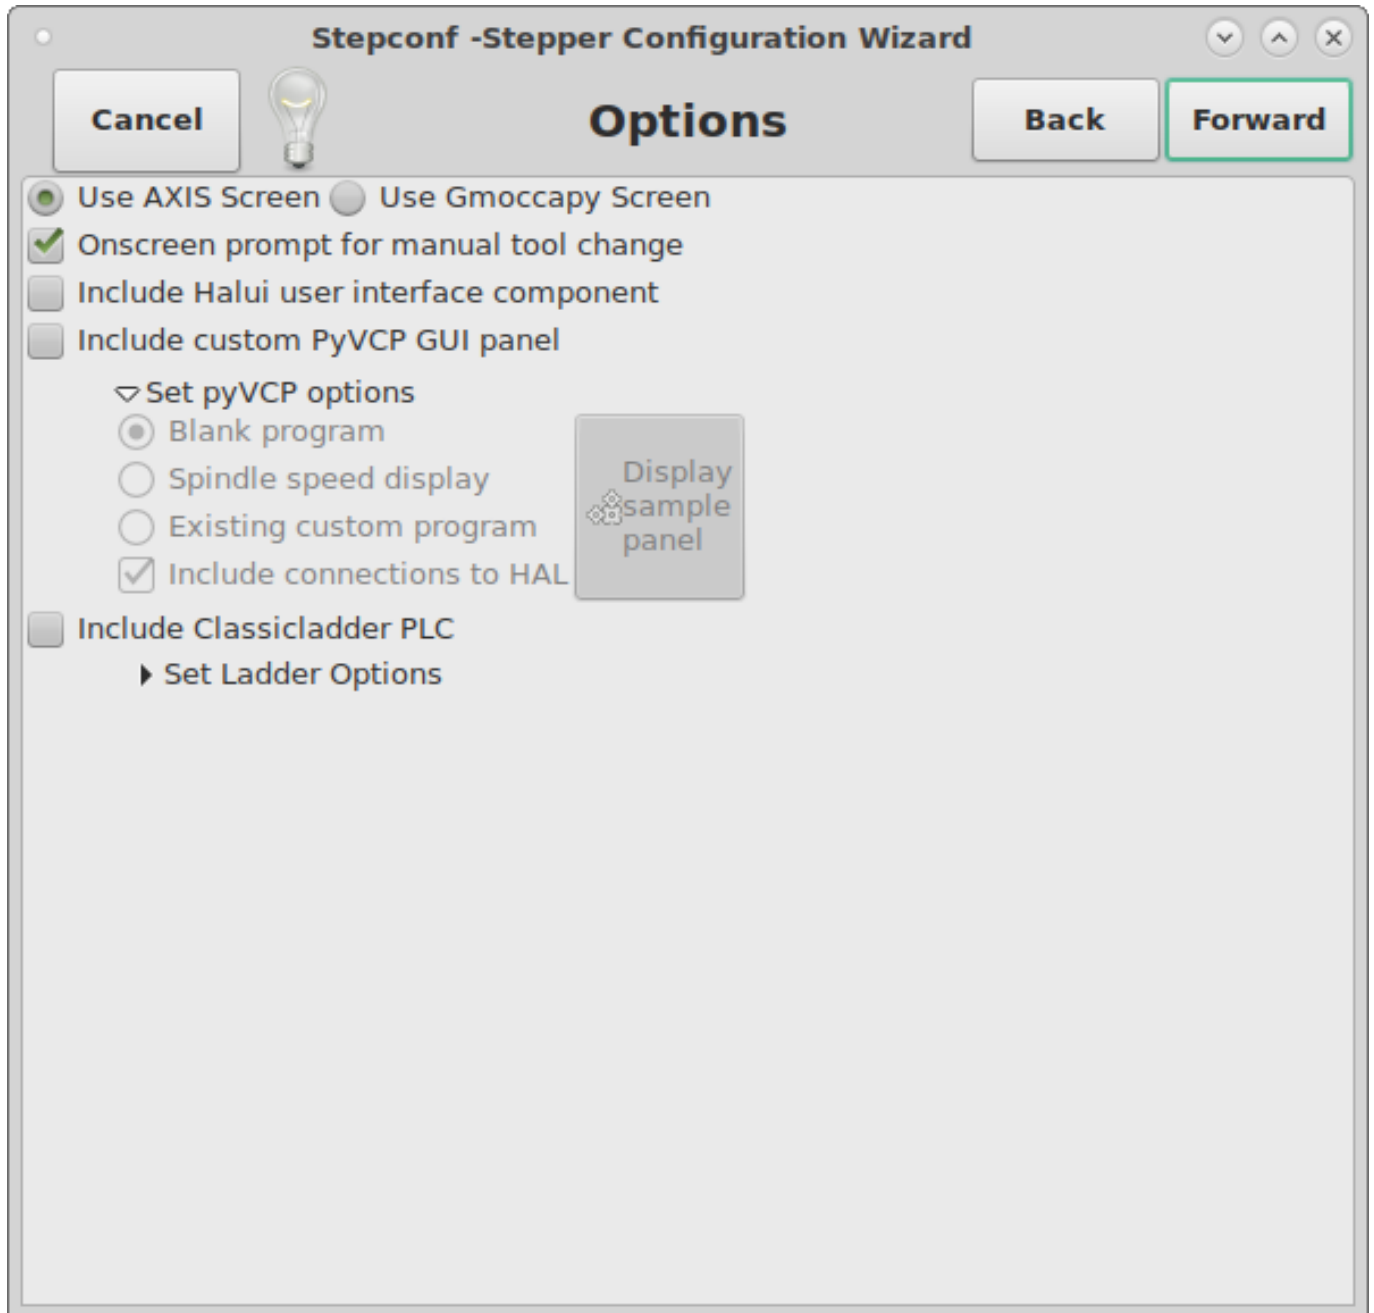 Stepconf -Stepper Configuration Wizard
Cancel
Options
Back
Forward
Use AXIS Screen Use Gmoccapy Screen
Onscreen prompt for manual tool change
Include Halui user interface component
Include custom PyVCP GUI panel
Set pyVCP options
Blank program
Spindle speed display
Existing custom program
Include connections to HAL
Display
sample
panel
Include Classicladder PLC
Set Ladder Options